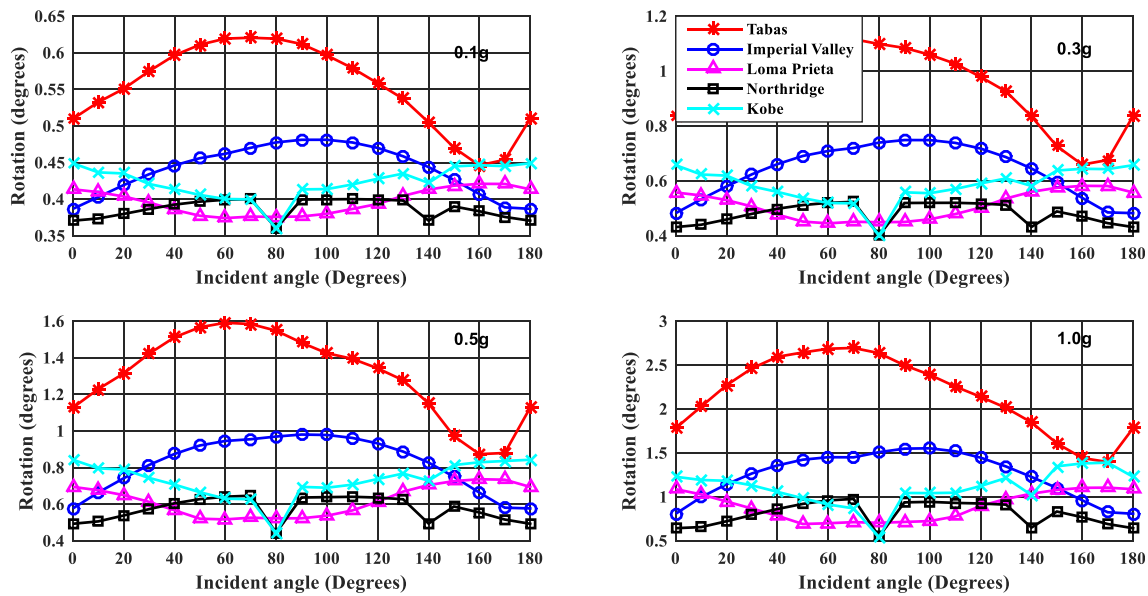 0.65
0.6
0.55
0.5
0.45
0.4
0.35
Rotation (degrees)
0.1g
0 20 40 60 80 100 120 140 160 180
Incident angle (Degrees)
1.2
1
0.8
0.6
0.4
Rotation (degrees)
Tabas
Imperial Valley
Loma Prieta
Northridge
Kobe
0.3g
0 20 40 60 80 100 120 140 160 180
Incident angle (Degrees)
1.6
1.4
1.2
1
0.8
0.6
0.4
Rotation (degrees)
0.5g
0 20 40 60 80 100 120 140 160 180
Incident angle (Degrees)
3
2.5
2
1.5
1
0.5
Rotation (degrees)
1.0g
0 20 40 60 80 100 120 140 160 180
Incident angle (Degrees)